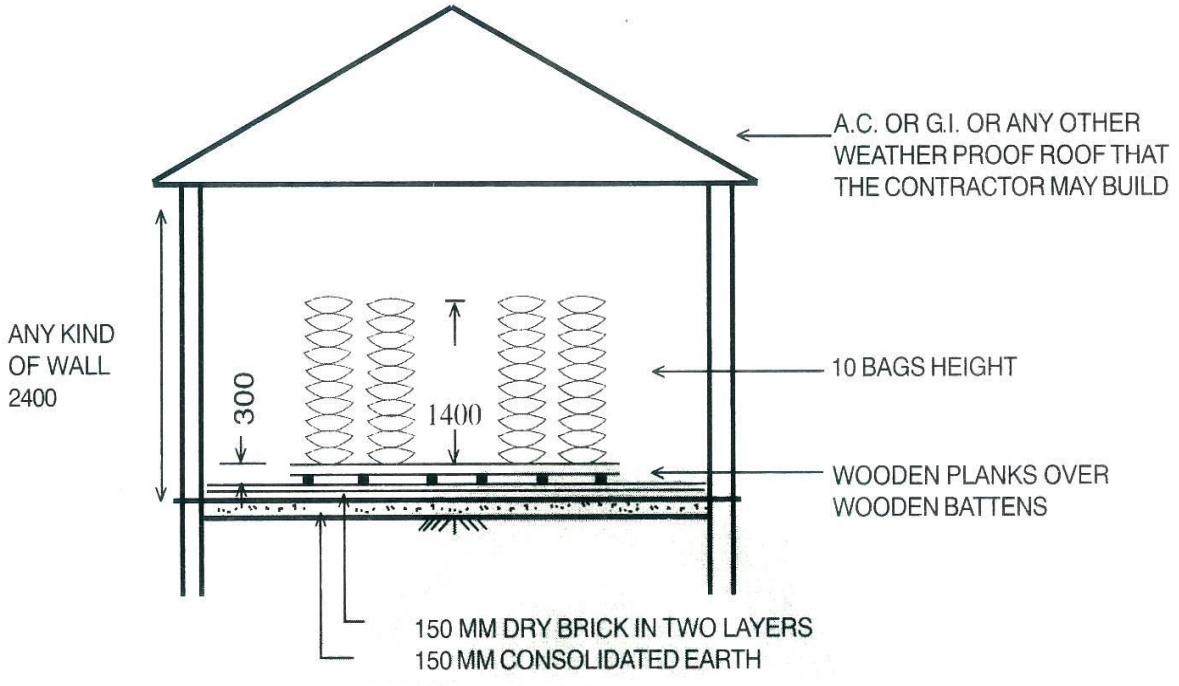 A.C. OR G.I. OR ANY OTHER
WEATHER PROOF ROOF THAT
THE CONTRACTOR MAY BUILD
ANY KIND
OF WALL
2400
300
1400
10 BAGS HEIGHT
WOODEN PLANKS OVER
WOODEN BATTENS
150 MM DRY BRICK IN TWO LAYERS
150 MM CONSOLIDATED EARTH